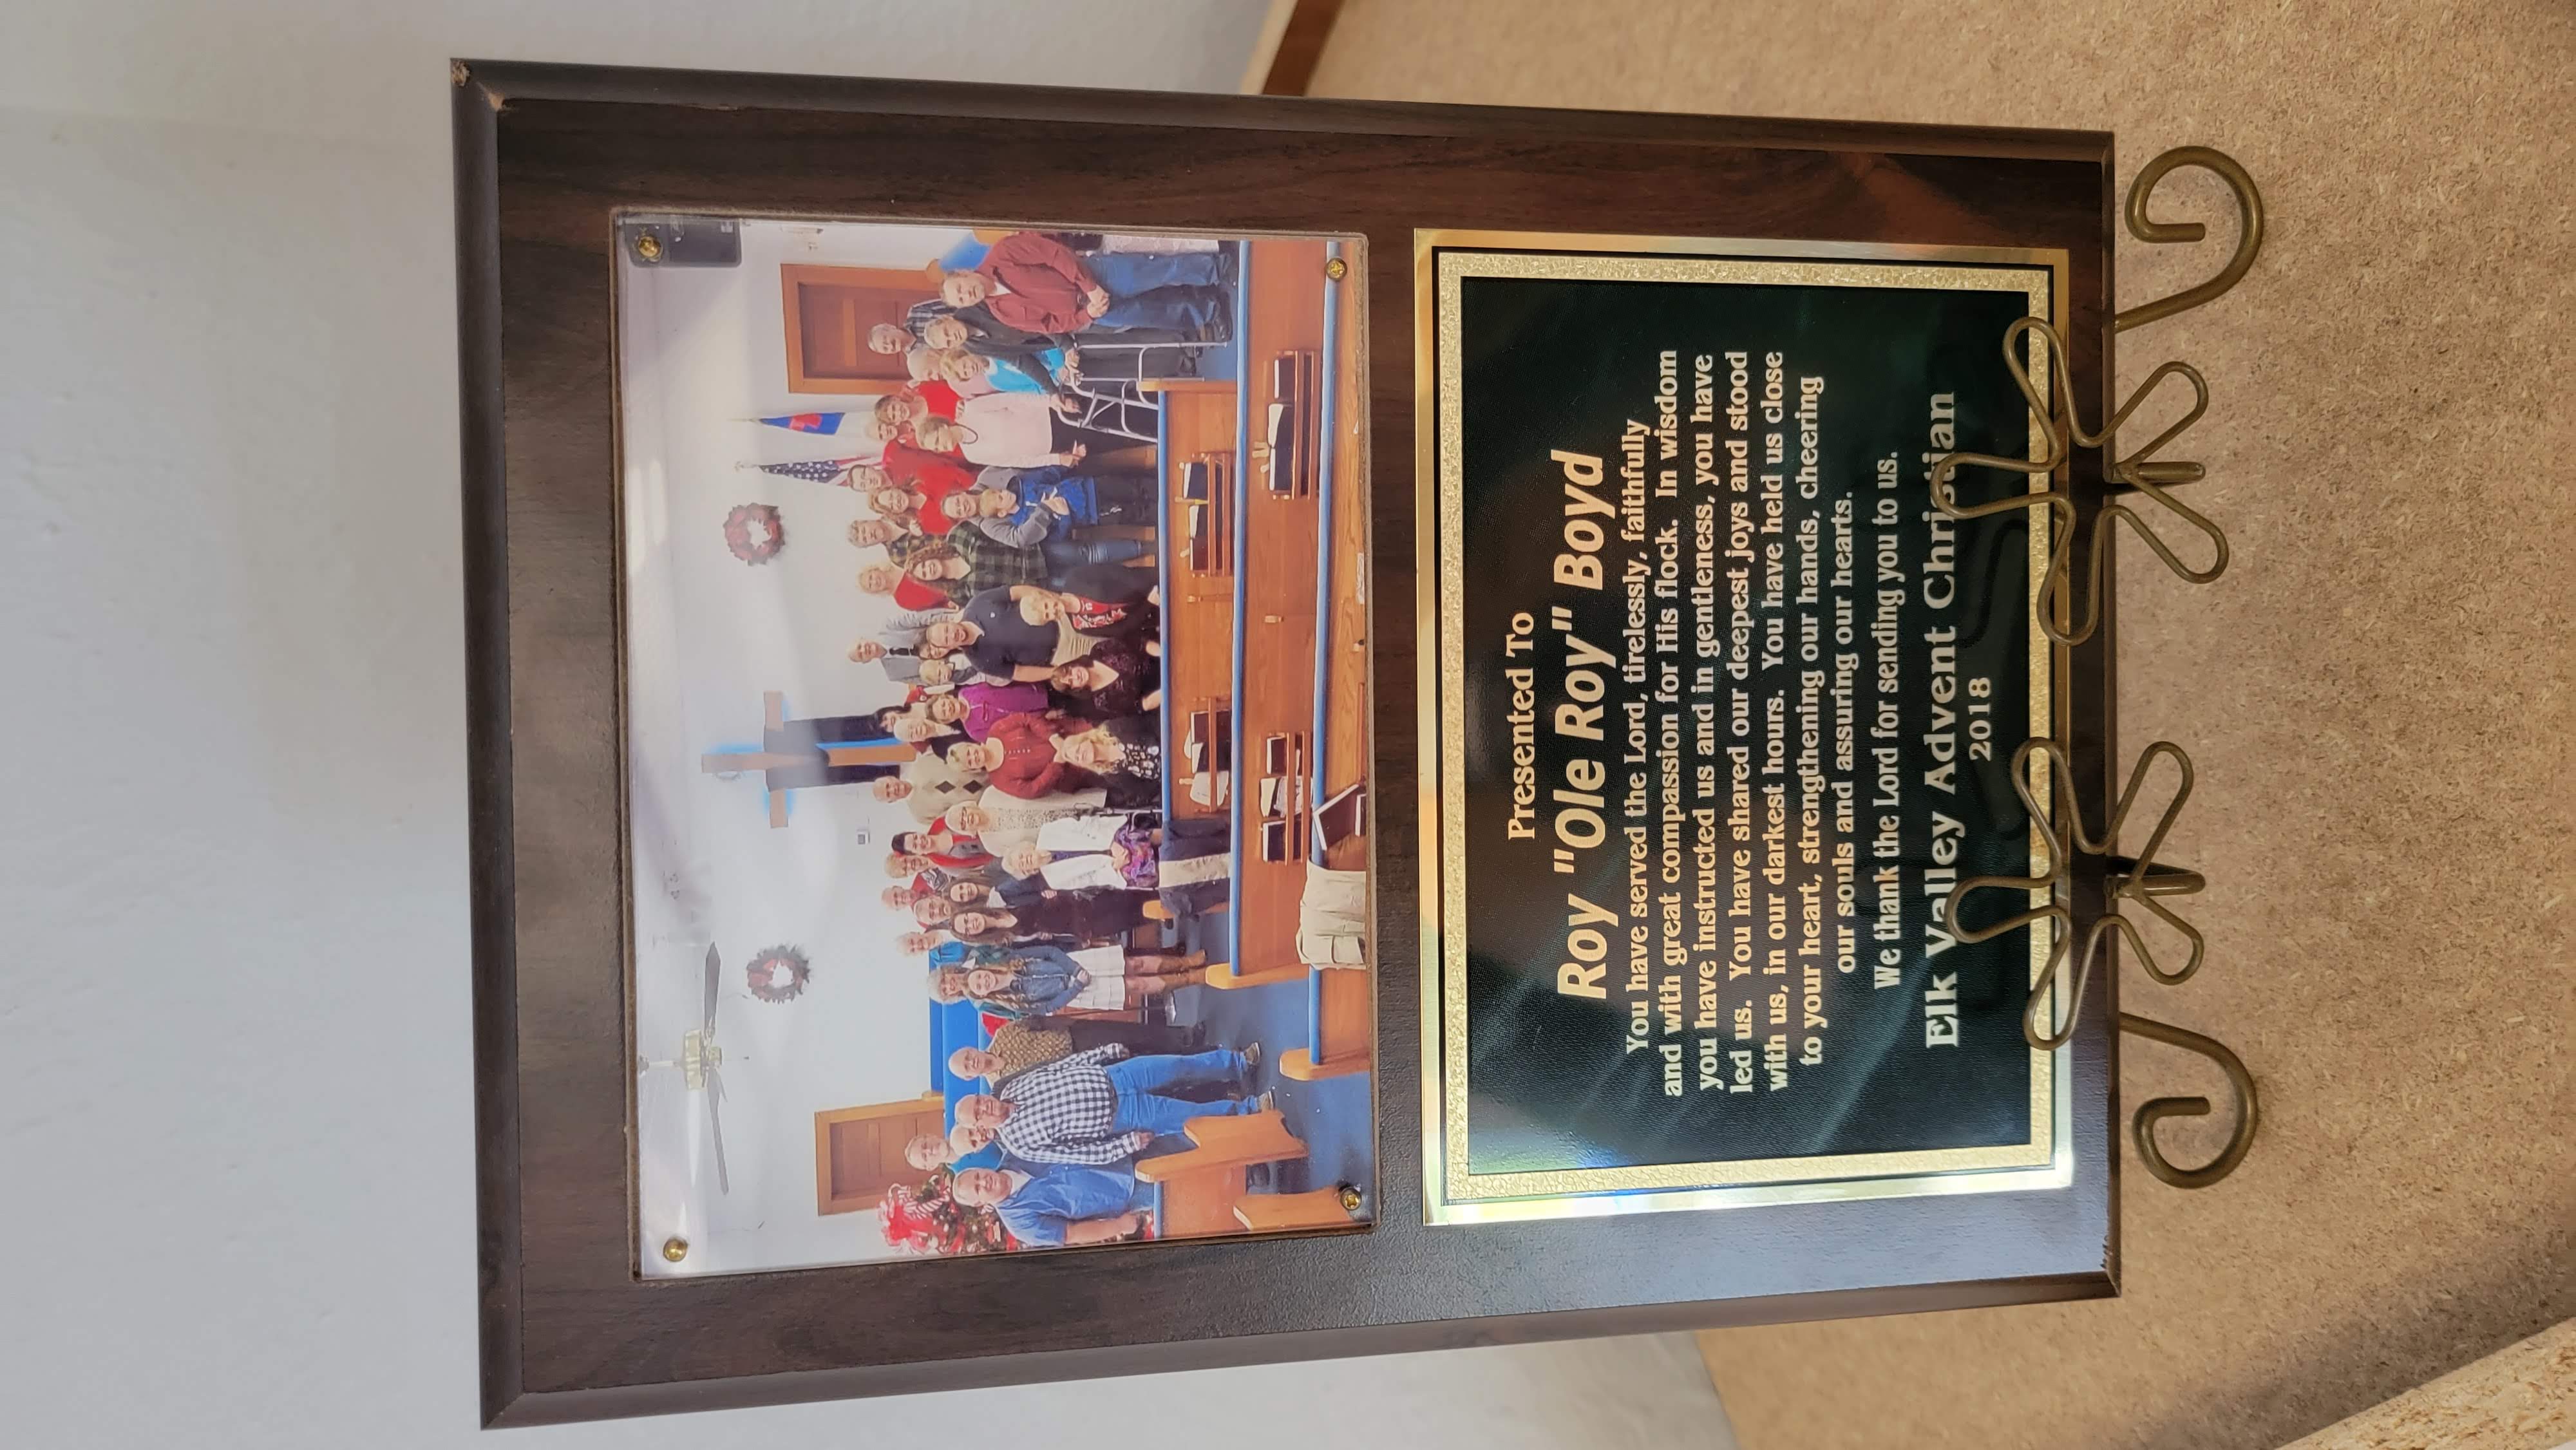 Presented To
Roy "Ole Roy" Boyd
You have served the Lord, tirelessly, faithfully
and with great compassion for His flock. In wisdom
you have instructed us and in gentleness, you have
led us. You have shared our deepest joys and stood
with us, in our darkest hours. You have held us close
to your heart, strengthening our hands, cheering
our souls and assuring our hearts.
We thank the Lord for sending you to us.
Elk Valley Advent Christian
2018